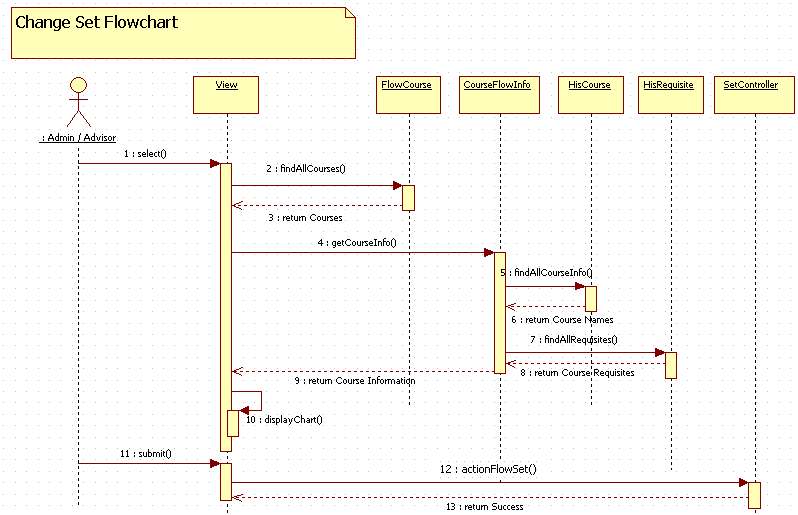 Change Set Flowchart
View
FlowCourse
CourseFlowInfo
HisCourse
HisRequisite
SetController
: Admin / Advisor
1 : select()
2 : findAllCourses()
3 : return Courses
4 : getCourseInfo()
5 : findAllCourseInfo()
6 : return Course Names
7 : findAllRequisites()
8 : return Course Requisites
9 : return Course Information
10 : displayChart()
11 : submit()
12 : actionFlowSet()
13 : return Success